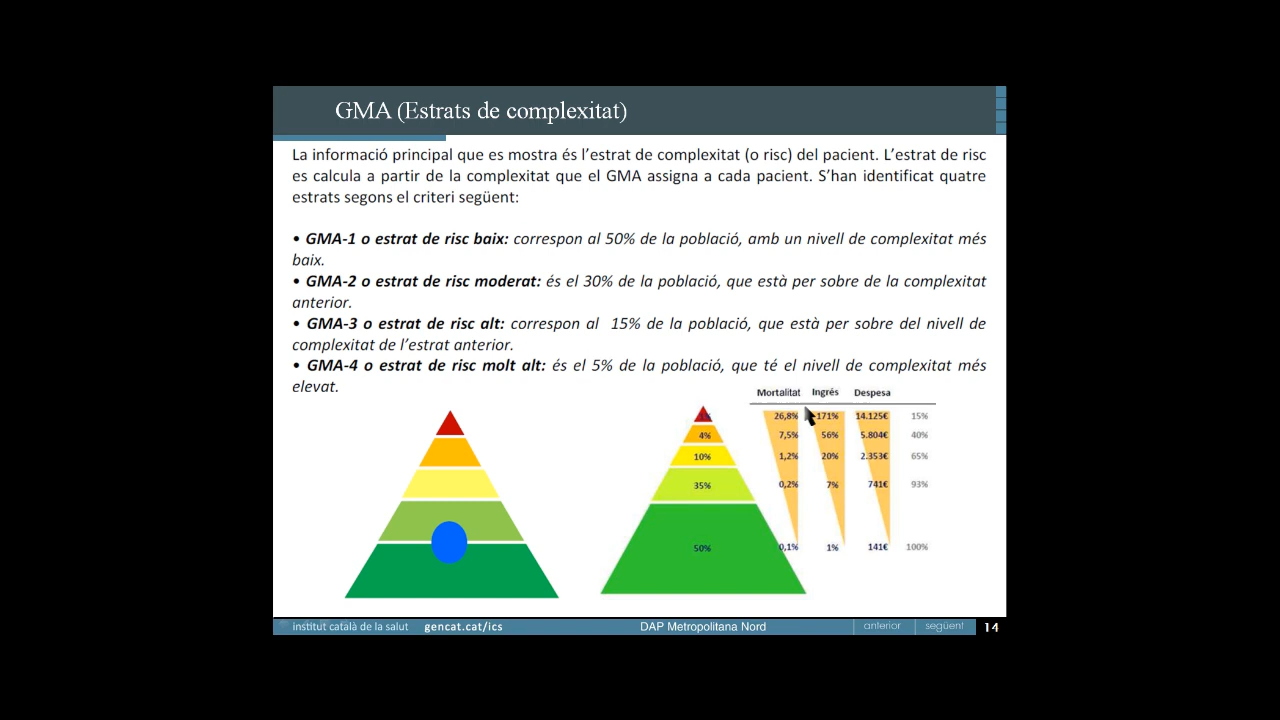 GMA (Estrats de complexitat)
La informació principal que es mostra és l'estrat de complexitat (o risc) del pacient. L'estrat de risc
es calcula a partir de la complexitat que el GMA assigna a cada pacient. S'han identificat quatre
estrats segons el criteri següent:
• GMA-1 o estrat de risc baix: correspon al 50% de la població, amb un nivell de complexitat més
baix.
• GMA-2 o estrat de risc moderat: és el 30% de la població, que està per sobre de la complexitat
anterior.
• GMA-3 o estrat de risc alt: correspon al 15% de la població, que està per sobre del nivell de
complexitat de l'estrat anterior.
• GMA-4 o estrat de risc molt alt: és el 5% de la població, que té el nivell de complexitat més
elevat.
Mortalitat Ingrés Despesa
26,8% 171% 14.125€ 15%
4% 7,5% 56% 5.804€ 40%
10% 1,2% 20% 2.353€ 65%
35% 0,2% 7% 741€ 93%
50% 0,1% 1% 141€ 100%
institut català de la salut gencat.cat/ics DAP Metropolitana Nord anterior següent 14